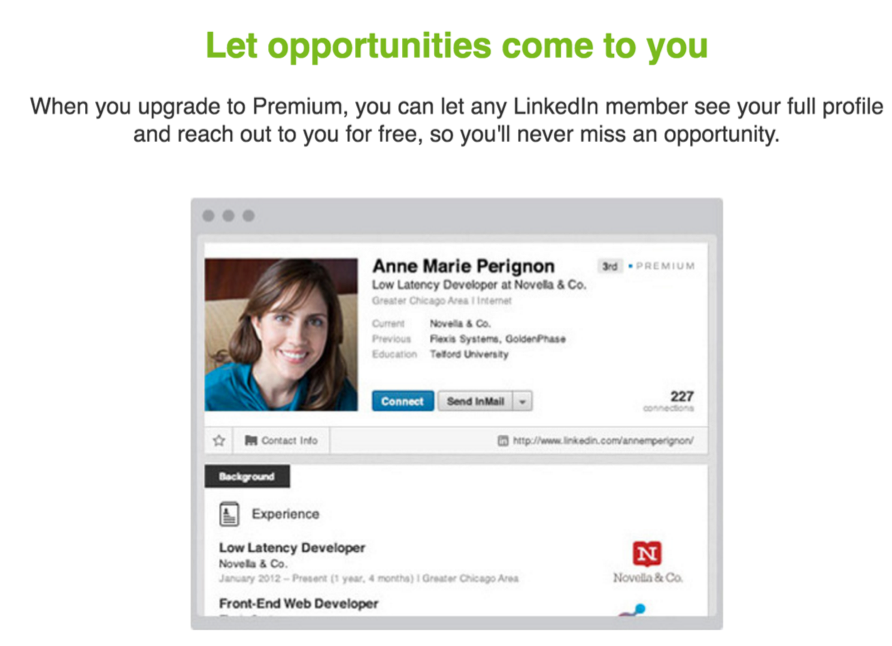 Let opportunities come to you
When you upgrade to Premium, you can let any LinkedIn member see your full profile
and reach out to you for free, so you'll never miss an opportunity.
Anne Marie Perignon
3rd • PREMIUM
Low Latency Developer at Novella & Co.
Greater Chicago Area | Internet
Current Novella & Co.
Previous Flexis Systems, GoldenPhase
Education Telford University
Connect Send InMail
227
connections
Contact Info
in http://www.linkedin.com/annemperignon/
Background
Experience
Low Latency Developer
Novella & Co.
January 2012 – Present (1 year, 4 months) | Greater Chicago Area
N
Novella & Co.
Front-End Web Developer